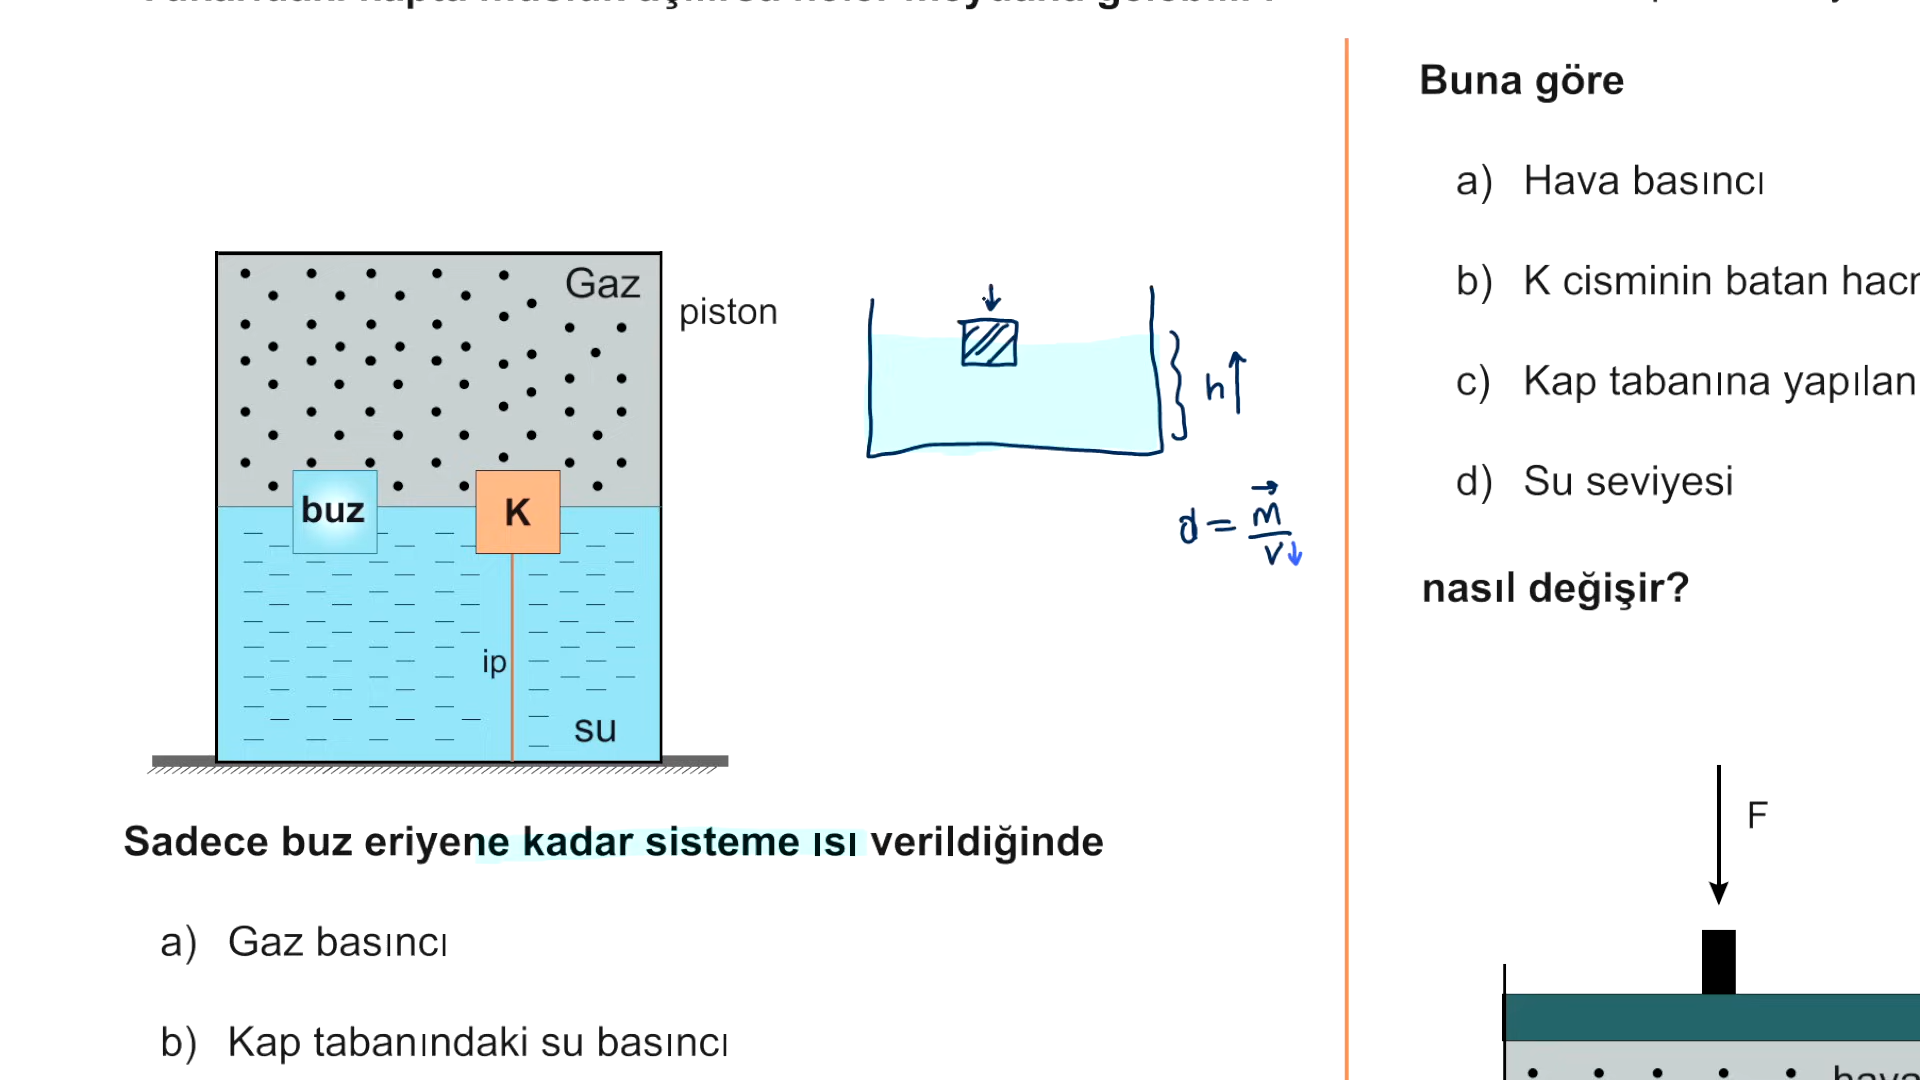 Gaz
piston
buz
K
ip
su
h
d = m
v
Sadece buz eriyene kadar sisteme ısı verildiğinde
a) Gaz basıncı
b) Kap tabanındaki su basıncı
Buna göre
a) Hava basıncı
b) K cisminin batan
c) Kap tabanına yapılan
d) Su seviyesi
nasıl değişir?
F